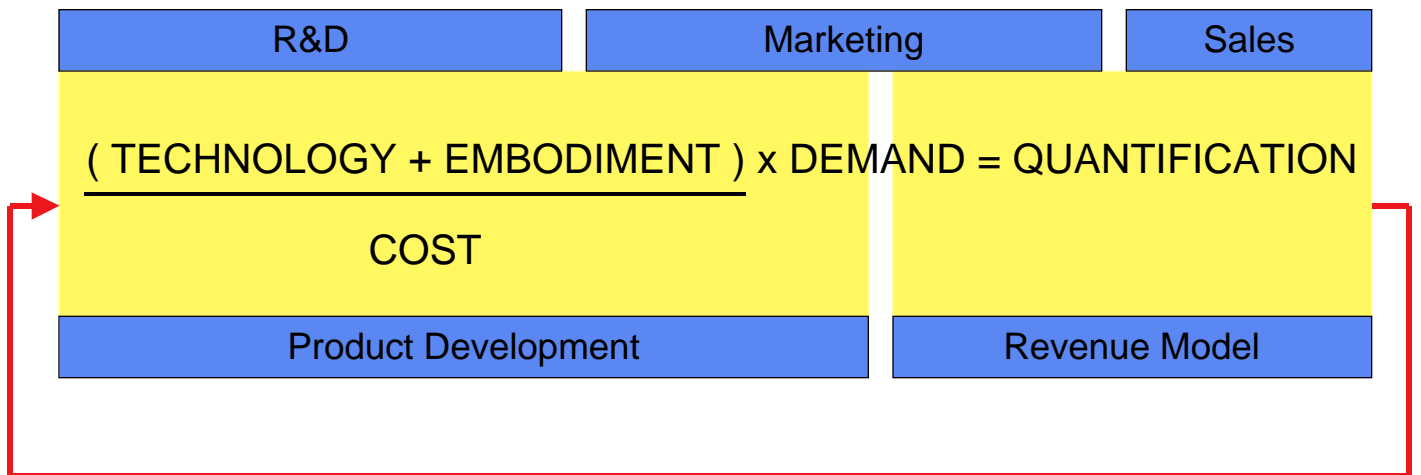 R&D
Marketing
Sales
( TECHNOLOGY + EMBODIMENT ) x DEMAND = QUANTIFICATION
COST
Product Development
Revenue Model